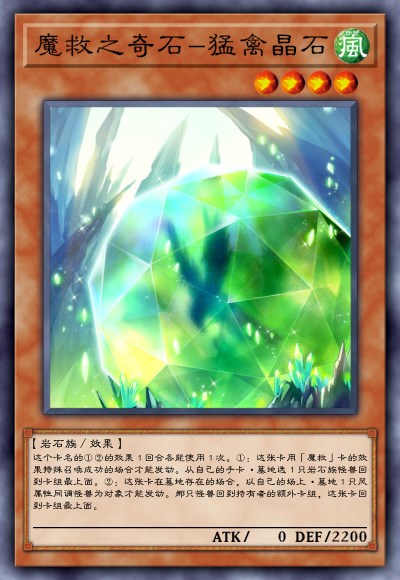 魔救之奇石-猛禽晶石
風
【岩石族/效果】
这个卡名的①②的效果1回合各能使用1次。①：这张卡用「魔救」卡的效
果特殊召唤成功的场合才能发动。从自己的手卡·墓地选1只岩石族怪兽回
到卡组最上面。②：这张卡在墓地存在的场合，以自己的场上·墓地1只风
属性同调怪兽为对象才能发动。那只怪兽回到持有者的额外卡组，这张卡回
到卡组最上面。
ATK/ 0 DEF/2200